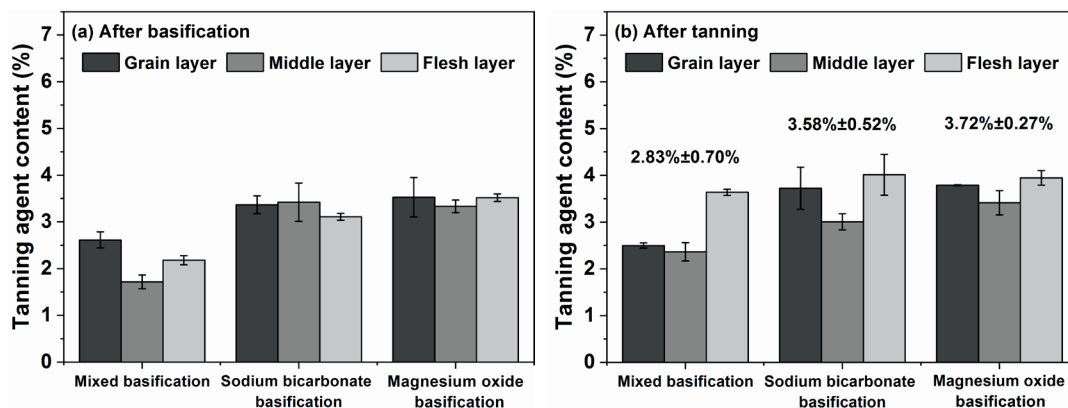 (a) After basification
Grain layer Middle layer Flesh layer
Tanning agent content (%)
7
6
5
4
3
2
1
0
Mixed basification
Sodium bicarbonate
basification
Magnesium oxide
basification
(b) After tanning
Grain layer Middle layer Flesh layer
Tanning agent content (%)
7
6
5
4
3
2
1
0
2.83%±0.70%
3.58%±0.52%
3.72%±0.27%
Mixed basification
Sodium bicarbonate
basification
Magnesium oxide
basification